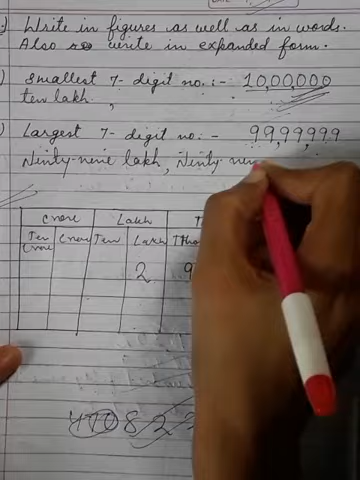 Write in figures as well as in words.
Also write in expanded form.
) Smallest 7-digit no.:- 10,00,000
ten lakh,
) Largest 7-digit no:- 99,99,999
Ninety-nine lakh, Ninety-nine
Crore Lakh T
Ten Crore Crore Ten Lakh Tho
2 9